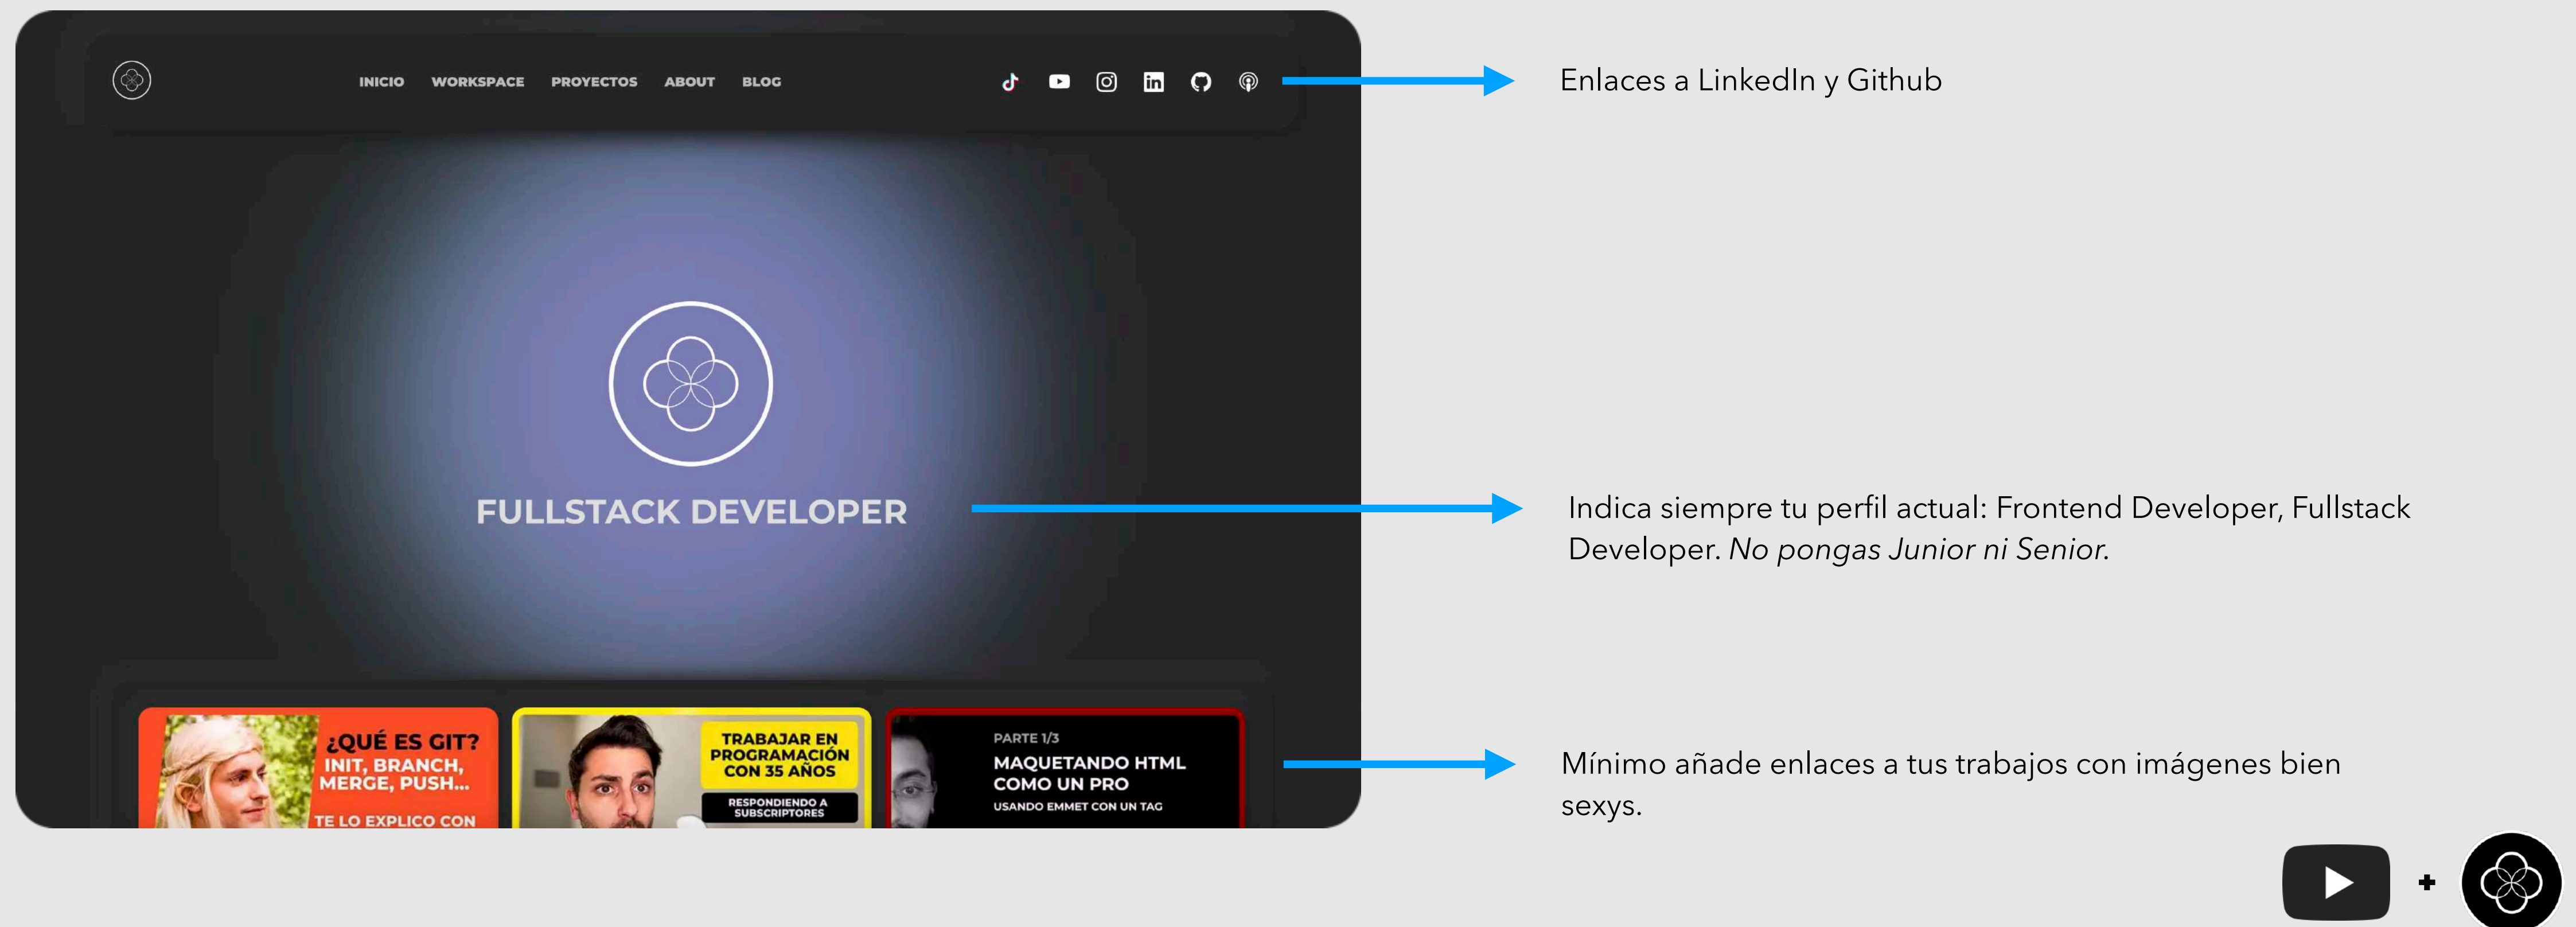 INICIO WORKSPACE PROYECTOS ABOUT BLOG
Enlaces a LinkedIn y Github
FULLSTACK DEVELOPER
Indica siempre tu perfil actual: Frontend Developer, Fullstack
Developer. No pongas Junior ni Senior.
¿QUÉ ES GIT?
INIT, BRANCH,
MERGE, PUSH...
TE LO EXPLICO CON
TRABAJAR EN
PROGRAMACIÓN
CON 35 AÑOS
RESPONDIENDO A
SUBSCRIPTORES
PARTE 1/3
MAQUETANDO HTML
COMO UN PRO
USANDO EMMET CON UN TAG
Mínimo añade enlaces a tus trabajos con imágenes bien
sexys.
+